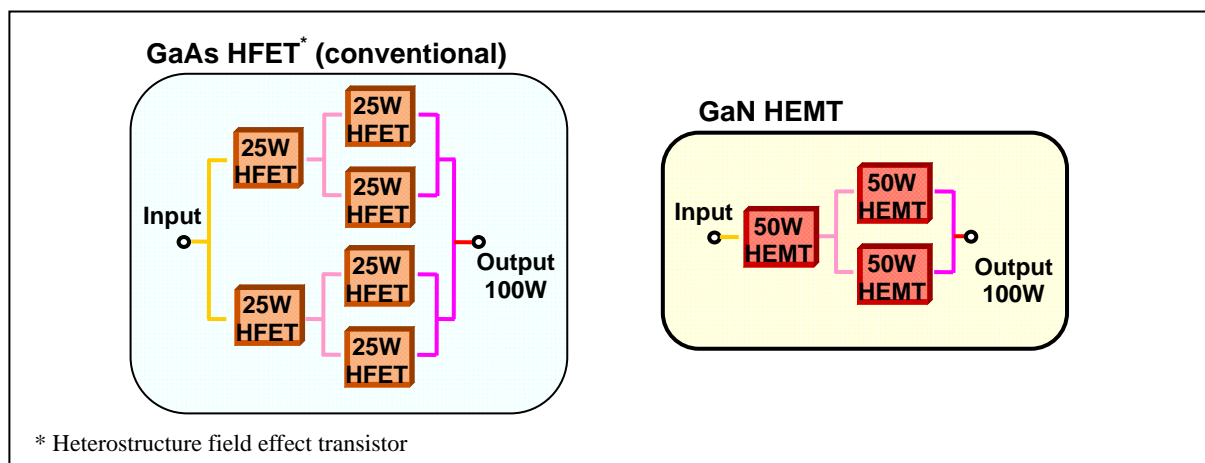 GaAs HFET* (conventional)
25W
HFET
25W
HFET
25W
HFET
Input
25W
HFET
25W
HFET
25W
HFET
Output
100W
GaN HEMT
50W
HEMT
Input
50W
HEMT
50W
HEMT
Output
100W
* Heterostructure field effect transistor